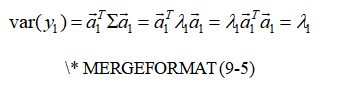 var(y₁) = a⃗₁ᵀΣa⃗₁ = a⃗₁ᵀλ₁a⃗₁ = λ₁a⃗₁ᵀa⃗₁ = λ₁
\* MERGEFORMAT (9-5)